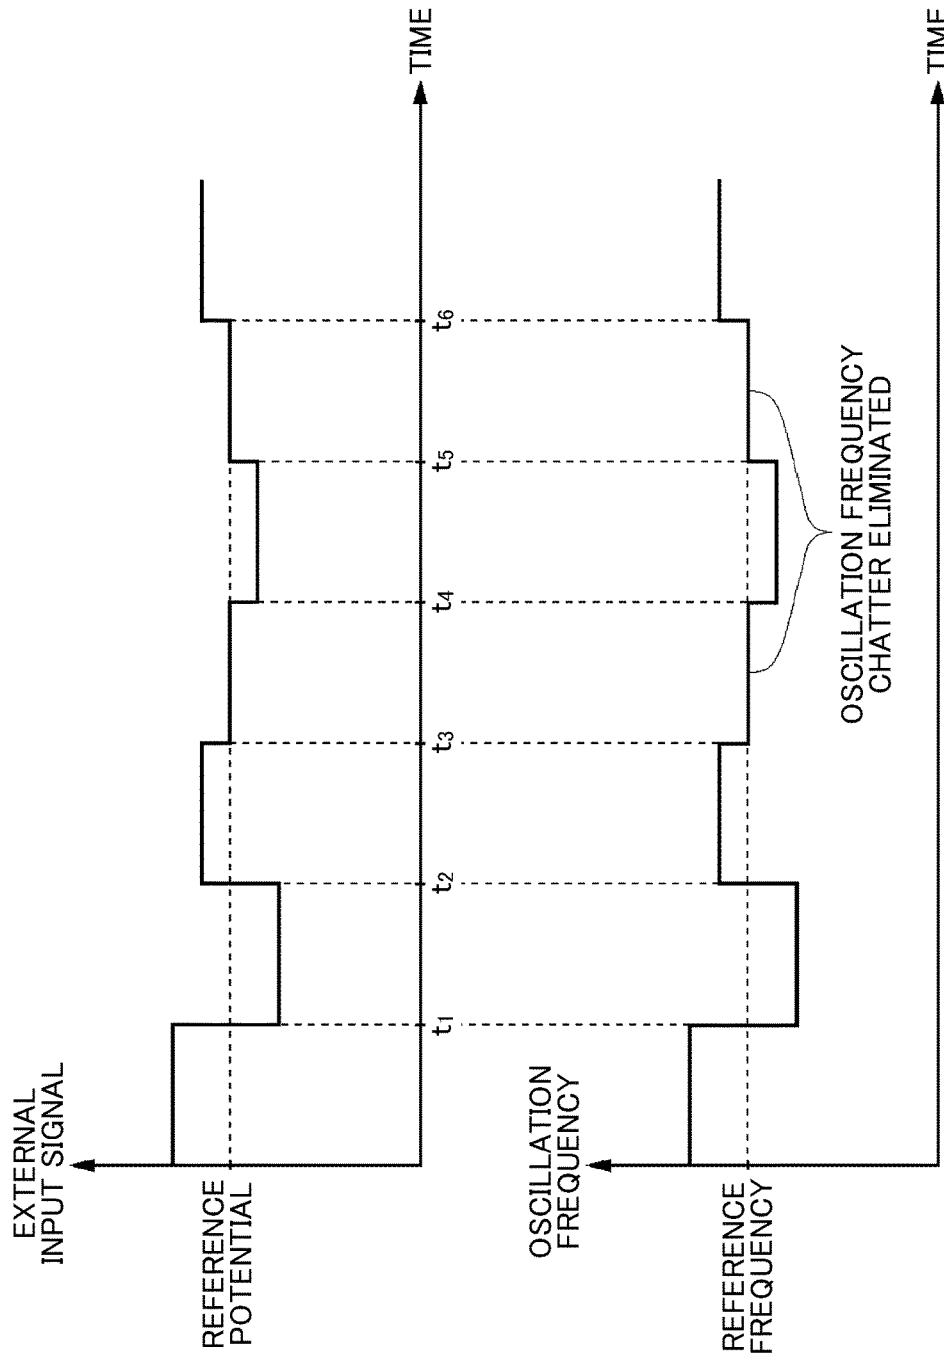 EXTERNAL
INPUT SIGNAL
REFERENCE
POTENTIAL
TIME
t1
t2
t3
t4
t5
t6
OSCILLATION
FREQUENCY
REFERENCE
FREQUENCY
OSCILLATION FREQUENCY
CHATTER ELIMINATED
TIME